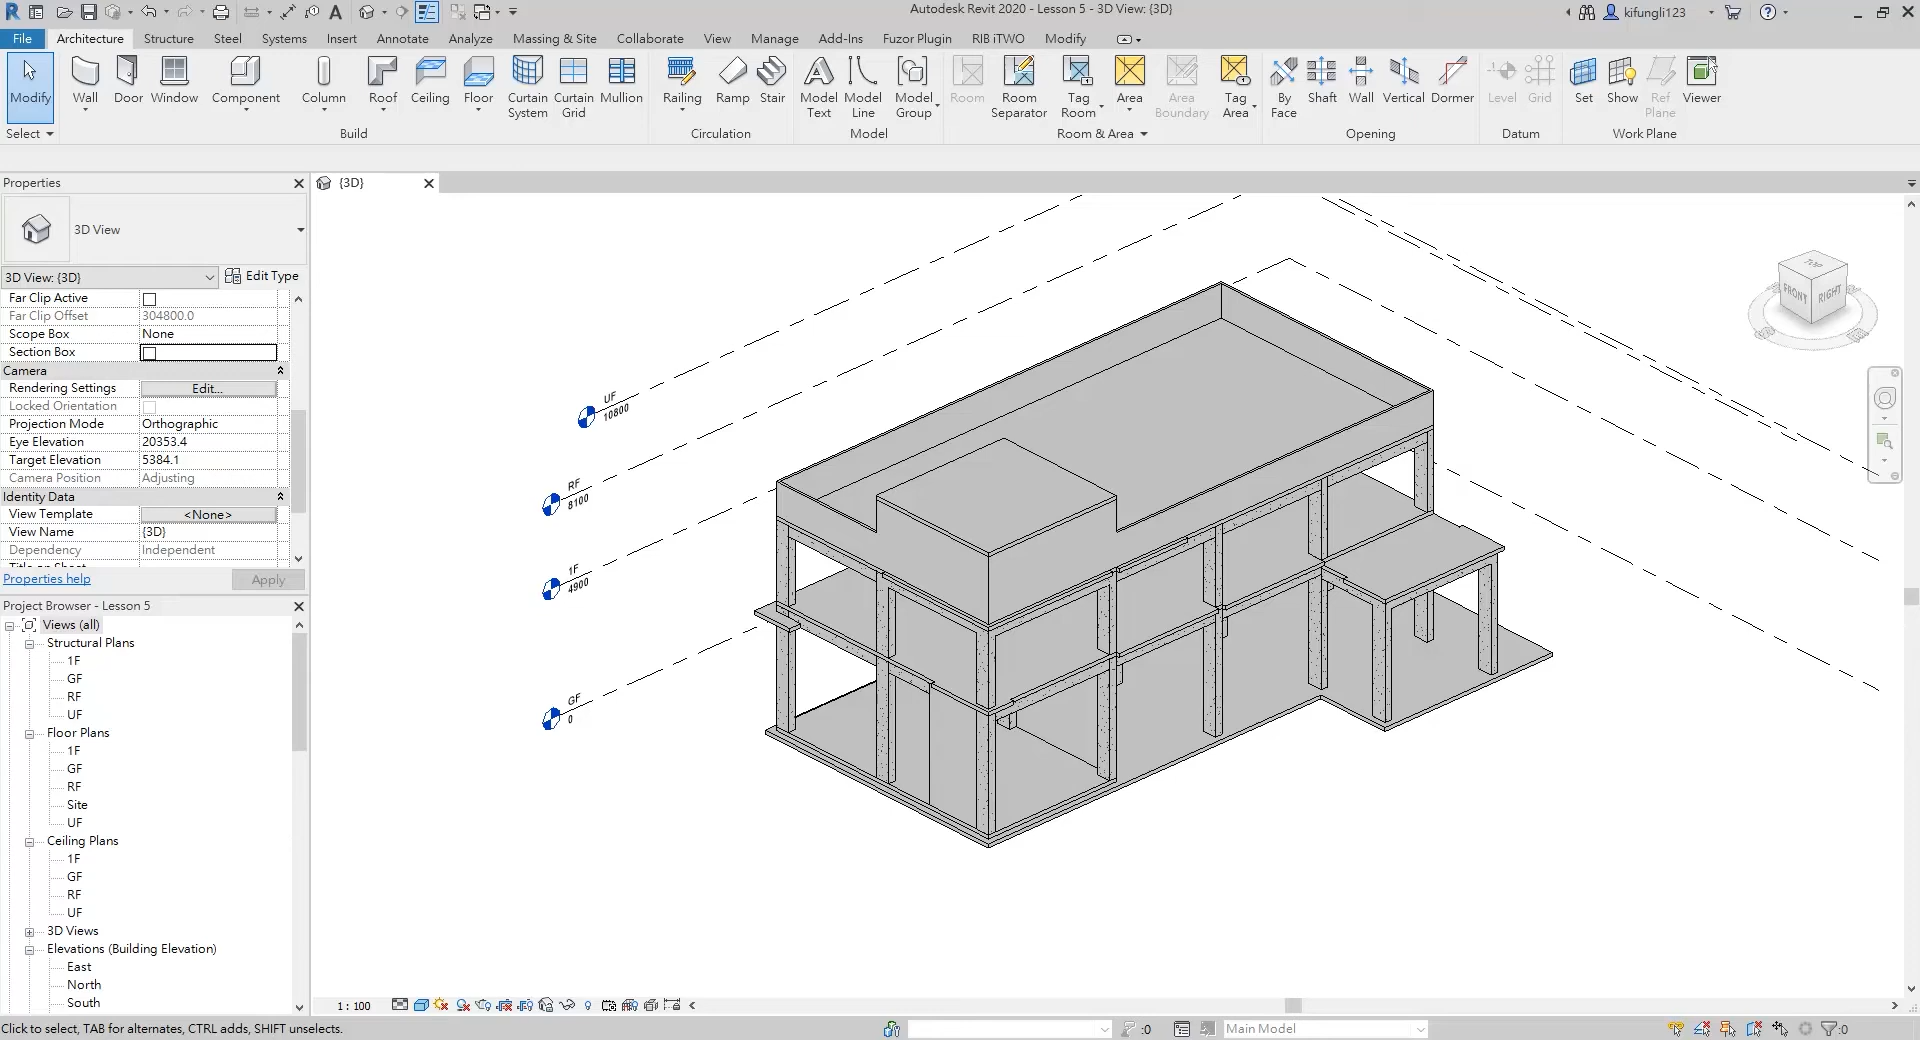 Autodesk Revit 2020 - Lesson 5 - 3D View: {3D}
kifungli123
File Architecture Structure Steel Systems Insert Annotate Analyze Massing & Site Collaborate View Manage Add-Ins Fuzor Plugin RIB iTWO Modify
Modify Wall Door Window Component Column Roof Ceiling Floor Curtain System Curtain Grid Mullion Railing Ramp Stair Model Text Model Line Model Group Room Room Separator Tag Room Area Area Boundary Tag Area By Face Shaft Wall Vertical Dormer Level Grid Set Show Ref Plane Viewer
Select Build Circulation Model Room & Area Opening Datum Work Plane
Properties
{3D}
3D View
3D View: {3D}
Edit Type
Far Clip Active
Far Clip Offset 304800.0
Scope Box None
Section Box
Camera
Rendering Settings Edit...
Locked Orientation
Projection Mode Orthographic
Eye Elevation 20353.4
Target Elevation 5384.1
Camera Position Adjusting
Identity Data
View Template <None>
View Name {3D}
Dependency Independent
Properties help
Apply
Project Browser - Lesson 5
Views (all)
Structural Plans
1F
GF
RF
UF
Floor Plans
1F
GF
RF
Site
UF
Ceiling Plans
1F
GF
RF
UF
3D Views
Elevations (Building Elevation)
East
North
South
UF
10800
RF
8100
1F
4900
GF
0
TOP
FRONT
RIGHT
1 : 100
Click to select, TAB for alternates, CTRL adds, SHIFT unselects.
:0
Main Model
:0